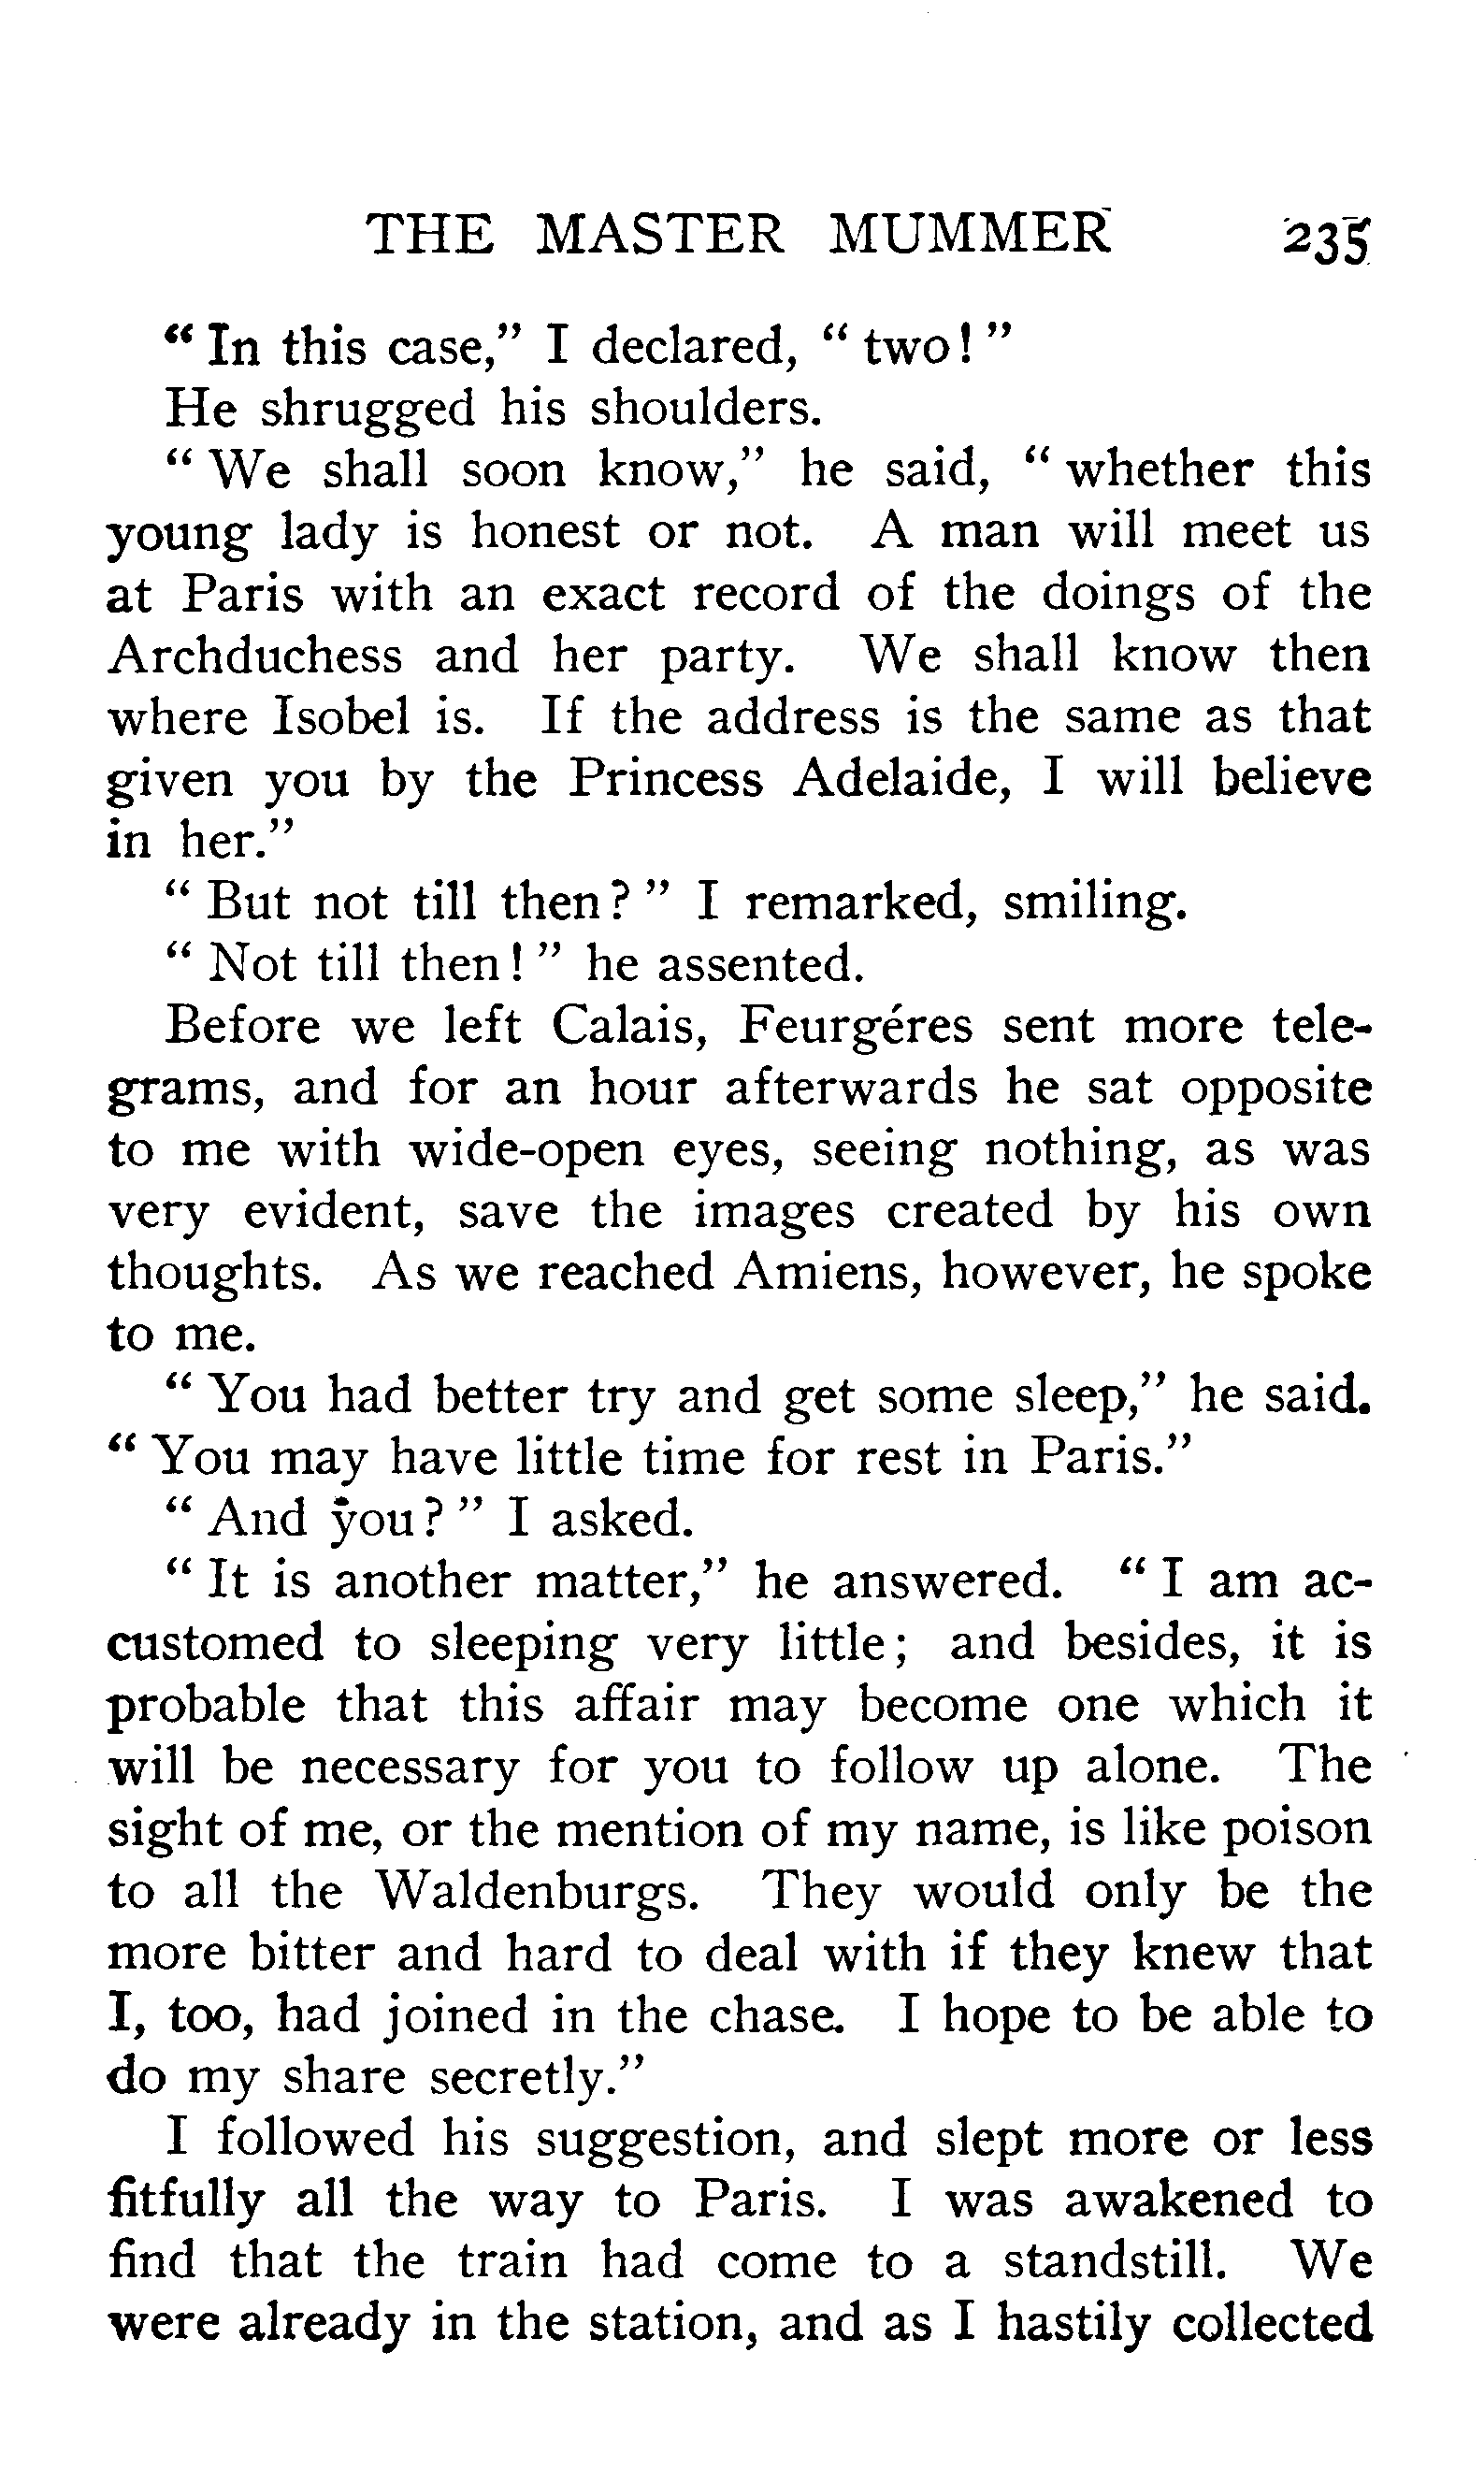 THE MASTER MUMMER 235
“ In this case,” I declared, “ two ! ”
He shrugged his shoulders.
“ We shall soon know,” he said, “ whether this
young lady is honest or not. A man will meet us
at Paris with an exact record of the doings of the
Archduchess and her party. We shall know then
where Isobel is. If the address is the same as that
given you by the Princess Adelaide, I will believe
in her.”
“ But not till then ? ” I remarked, smiling.
“ Not till then ! ” he assented.
Before we left Calais, Feurgéres sent more tele-
grams, and for an hour afterwards he sat opposite
to me with wide-open eyes, seeing nothing, as was
very evident, save the images created by his own
thoughts. As we reached Amiens, however, he spoke
to me.
“ You had better try and get some sleep,” he said.
“ You may have little time for rest in Paris.”
“ And you ? ” I asked.
“ It is another matter,” he answered. “ I am ac-
customed to sleeping very little ; and besides, it is
probable that this affair may become one which it
will be necessary for you to follow up alone. The
sight of me, or the mention of my name, is like poison
to all the Waldenburgs. They would only be the
more bitter and hard to deal with if they knew that
I, too, had joined in the chase. I hope to be able to
do my share secretly.”
I followed his suggestion, and slept more or less
fitfully all the way to Paris. I was awakened to
find that the train had come to a standstill. We
were already in the station, and as I hastily collected